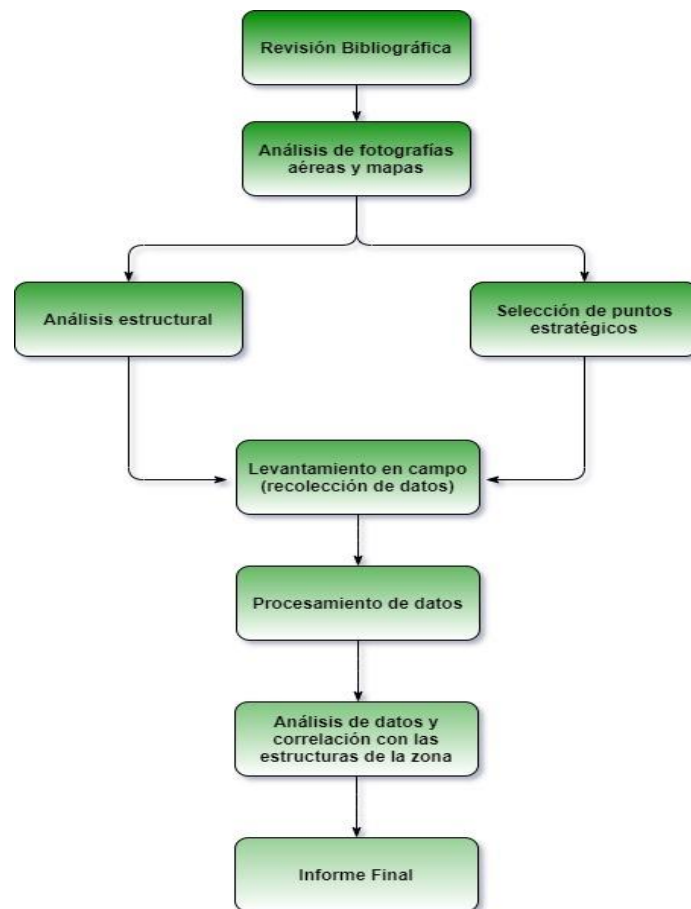 Revisión Bibliográfica
Análisis de fotografías
aéreas y mapas
Análisis estructural
Selección de puntos
estratégicos
Levantamiento en campo
(recolección de datos)
Procesamiento de datos
Análisis de datos y
correlación con las
estructuras de la zona
Informe Final